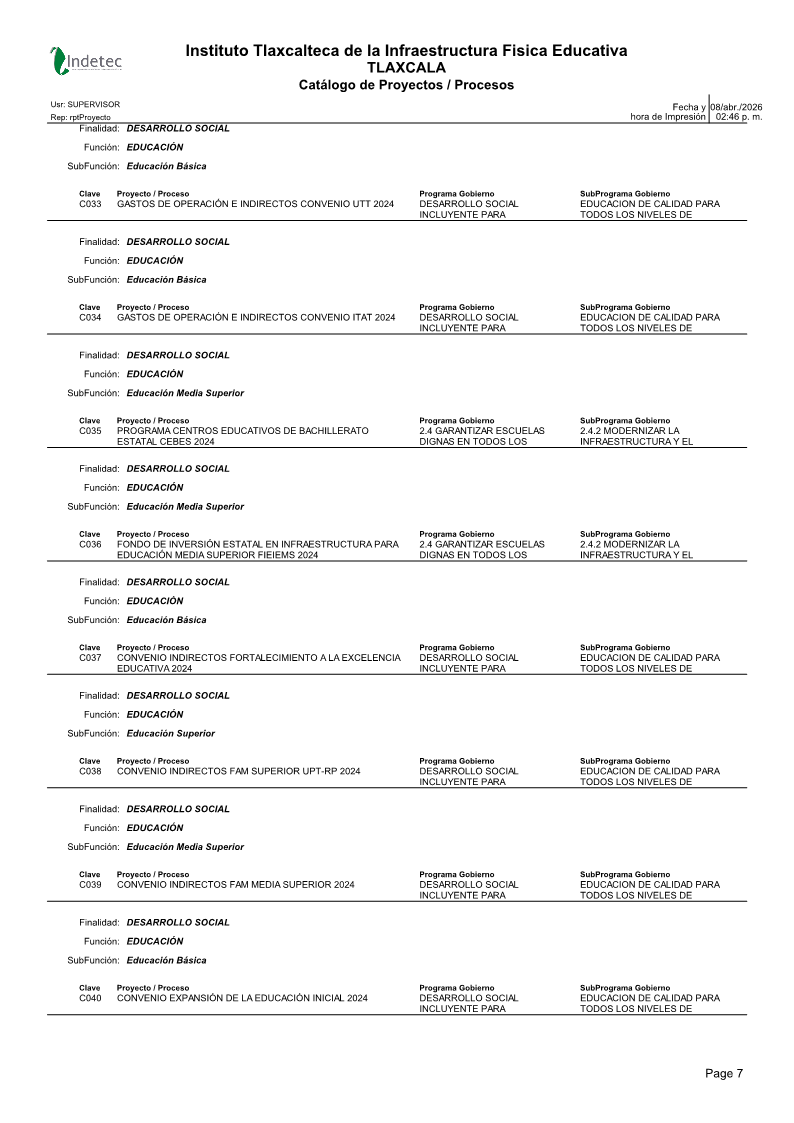 Indetec
Instituto Tlaxcalteca de la Infraestructura Fisica Educativa
TLAXCALA
Catálogo de Proyectos / Procesos
Usr: SUPERVISOR
Rep: rptProyecto
Fecha y 08/abr./2026
hora de Impresión 02:46 p. m.
Finalidad: DESARROLLO SOCIAL
Función: EDUCACIÓN
SubFunción: Educación Básica
Clave Proyecto / Proceso Programa Gobierno SubPrograma Gobierno
C033 GASTOS DE OPERACIÓN E INDIRECTOS CONVENIO UTT 2024 DESARROLLO SOCIAL EDUCACION DE CALIDAD PARA
INCLUYENTE PARA TODOS LOS NIVELES DE
Finalidad: DESARROLLO SOCIAL
Función: EDUCACIÓN
SubFunción: Educación Básica
Clave Proyecto / Proceso Programa Gobierno SubPrograma Gobierno
C034 GASTOS DE OPERACIÓN E INDIRECTOS CONVENIO ITAT 2024 DESARROLLO SOCIAL EDUCACION DE CALIDAD PARA
INCLUYENTE PARA TODOS LOS NIVELES DE
Finalidad: DESARROLLO SOCIAL
Función: EDUCACIÓN
SubFunción: Educación Media Superior
Clave Proyecto / Proceso Programa Gobierno SubPrograma Gobierno
C035 PROGRAMA CENTROS EDUCATIVOS DE BACHILLERATO 2.4 GARANTIZAR ESCUELAS 2.4.2 MODERNIZAR LA
ESTATAL CEBES 2024 DIGNAS EN TODOS LOS INFRAESTRUCTURA Y EL
Finalidad: DESARROLLO SOCIAL
Función: EDUCACIÓN
SubFunción: Educación Media Superior
Clave Proyecto / Proceso Programa Gobierno SubPrograma Gobierno
C036 FONDO DE INVERSIÓN ESTATAL EN INFRAESTRUCTURA PARA 2.4 GARANTIZAR ESCUELAS 2.4.2 MODERNIZAR LA
EDUCACIÓN MEDIA SUPERIOR FIEIEMS 2024 DIGNAS EN TODOS LOS INFRAESTRUCTURA Y EL
Finalidad: DESARROLLO SOCIAL
Función: EDUCACIÓN
SubFunción: Educación Básica
Clave Proyecto / Proceso Programa Gobierno SubPrograma Gobierno
C037 CONVENIO INDIRECTOS FORTALECIMIENTO A LA EXCELENCIA DESARROLLO SOCIAL EDUCACION DE CALIDAD PARA
EDUCATIVA 2024 INCLUYENTE PARA TODOS LOS NIVELES DE
Finalidad: DESARROLLO SOCIAL
Función: EDUCACIÓN
SubFunción: Educación Superior
Clave Proyecto / Proceso Programa Gobierno SubPrograma Gobierno
C038 CONVENIO INDIRECTOS FAM SUPERIOR UPT-RP 2024 DESARROLLO SOCIAL EDUCACION DE CALIDAD PARA
INCLUYENTE PARA TODOS LOS NIVELES DE
Finalidad: DESARROLLO SOCIAL
Función: EDUCACIÓN
SubFunción: Educación Media Superior
Clave Proyecto / Proceso Programa Gobierno SubPrograma Gobierno
C039 CONVENIO INDIRECTOS FAM MEDIA SUPERIOR 2024 DESARROLLO SOCIAL EDUCACION DE CALIDAD PARA
INCLUYENTE PARA TODOS LOS NIVELES DE
Finalidad: DESARROLLO SOCIAL
Función: EDUCACIÓN
SubFunción: Educación Básica
Clave Proyecto / Proceso Programa Gobierno SubPrograma Gobierno
C040 CONVENIO EXPANSIÓN DE LA EDUCACIÓN INICIAL 2024 DESARROLLO SOCIAL EDUCACION DE CALIDAD PARA
INCLUYENTE PARA TODOS LOS NIVELES DE
Page 7